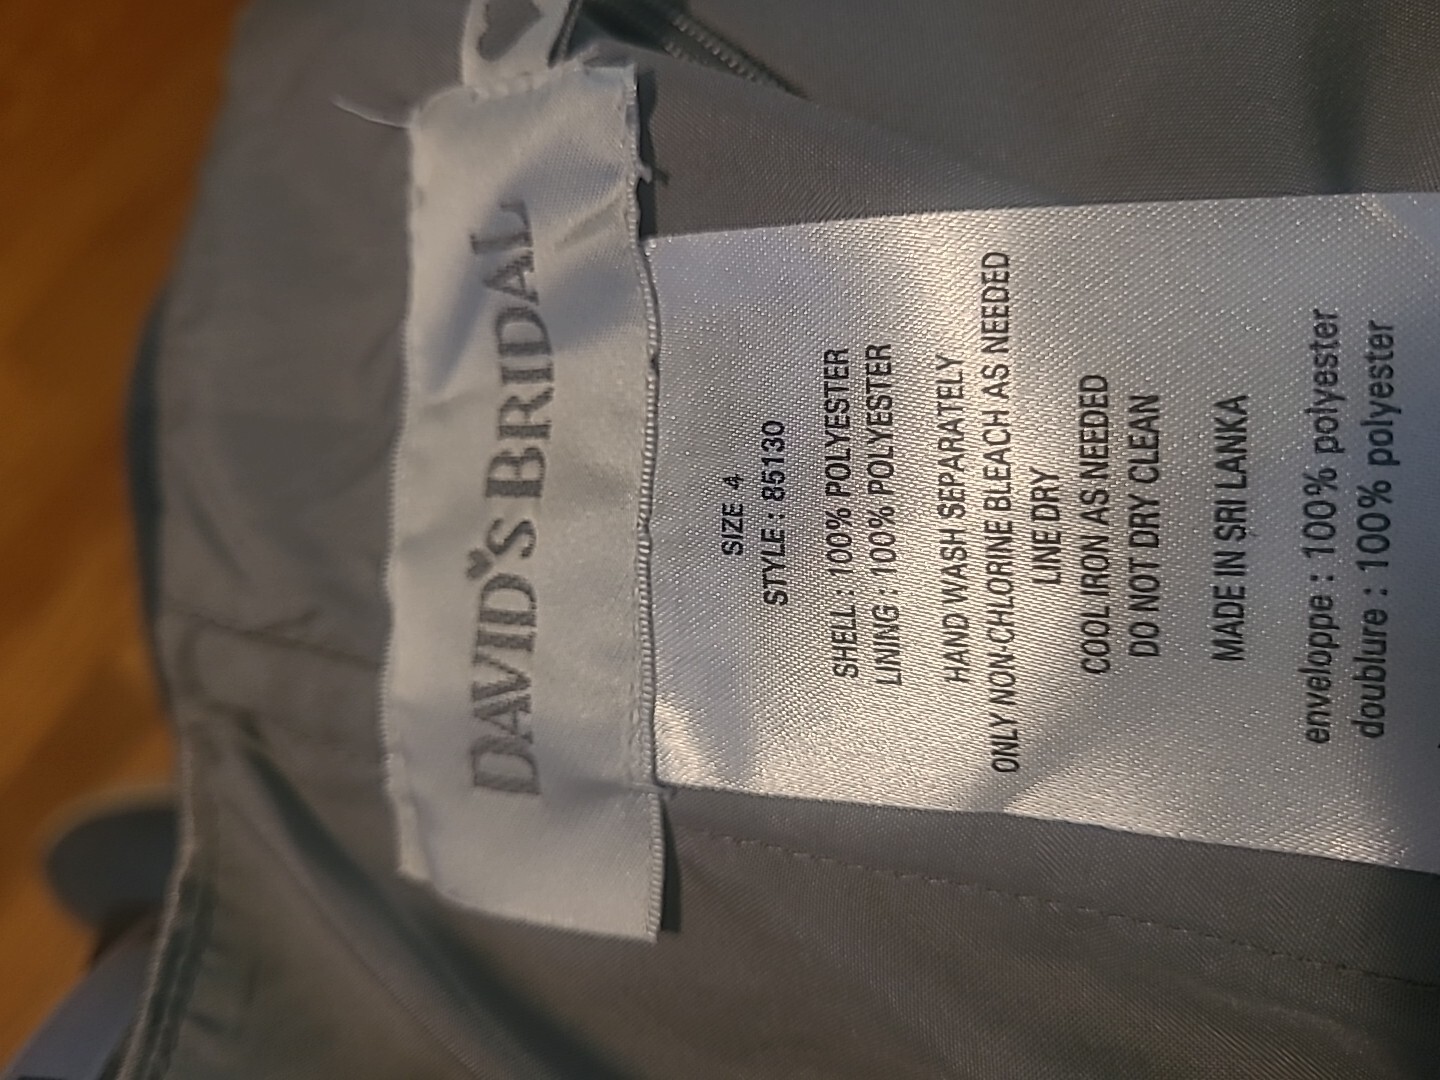 DAVID'S BRIDAL
SIZE 4
STYLE : 85130
SHELL : 100% POLYESTER
LINING : 100% POLYESTER
HAND WASH SEPARATELY
ONLY NON-CHLORINE BLEACH AS NEEDED
LINE DRY
COOL IRON AS NEEDED
DO NOT DRY CLEAN
MADE IN SRI LANKA
enveloppe : 100% polyester
doublure : 100% polyester